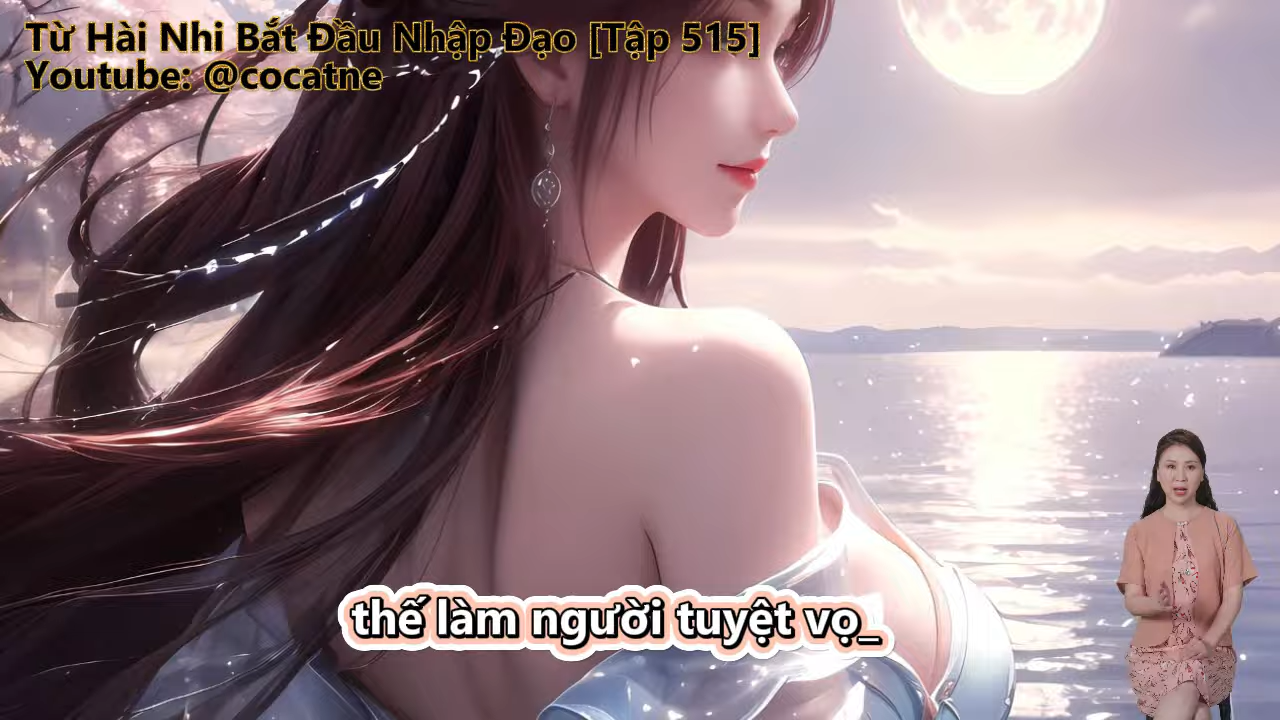 Từ Hài Nhi Bắt Đầu Nhập Đạo [Tập 515]
Youtube: @cocatne
thế làm người tuyệt vọ_